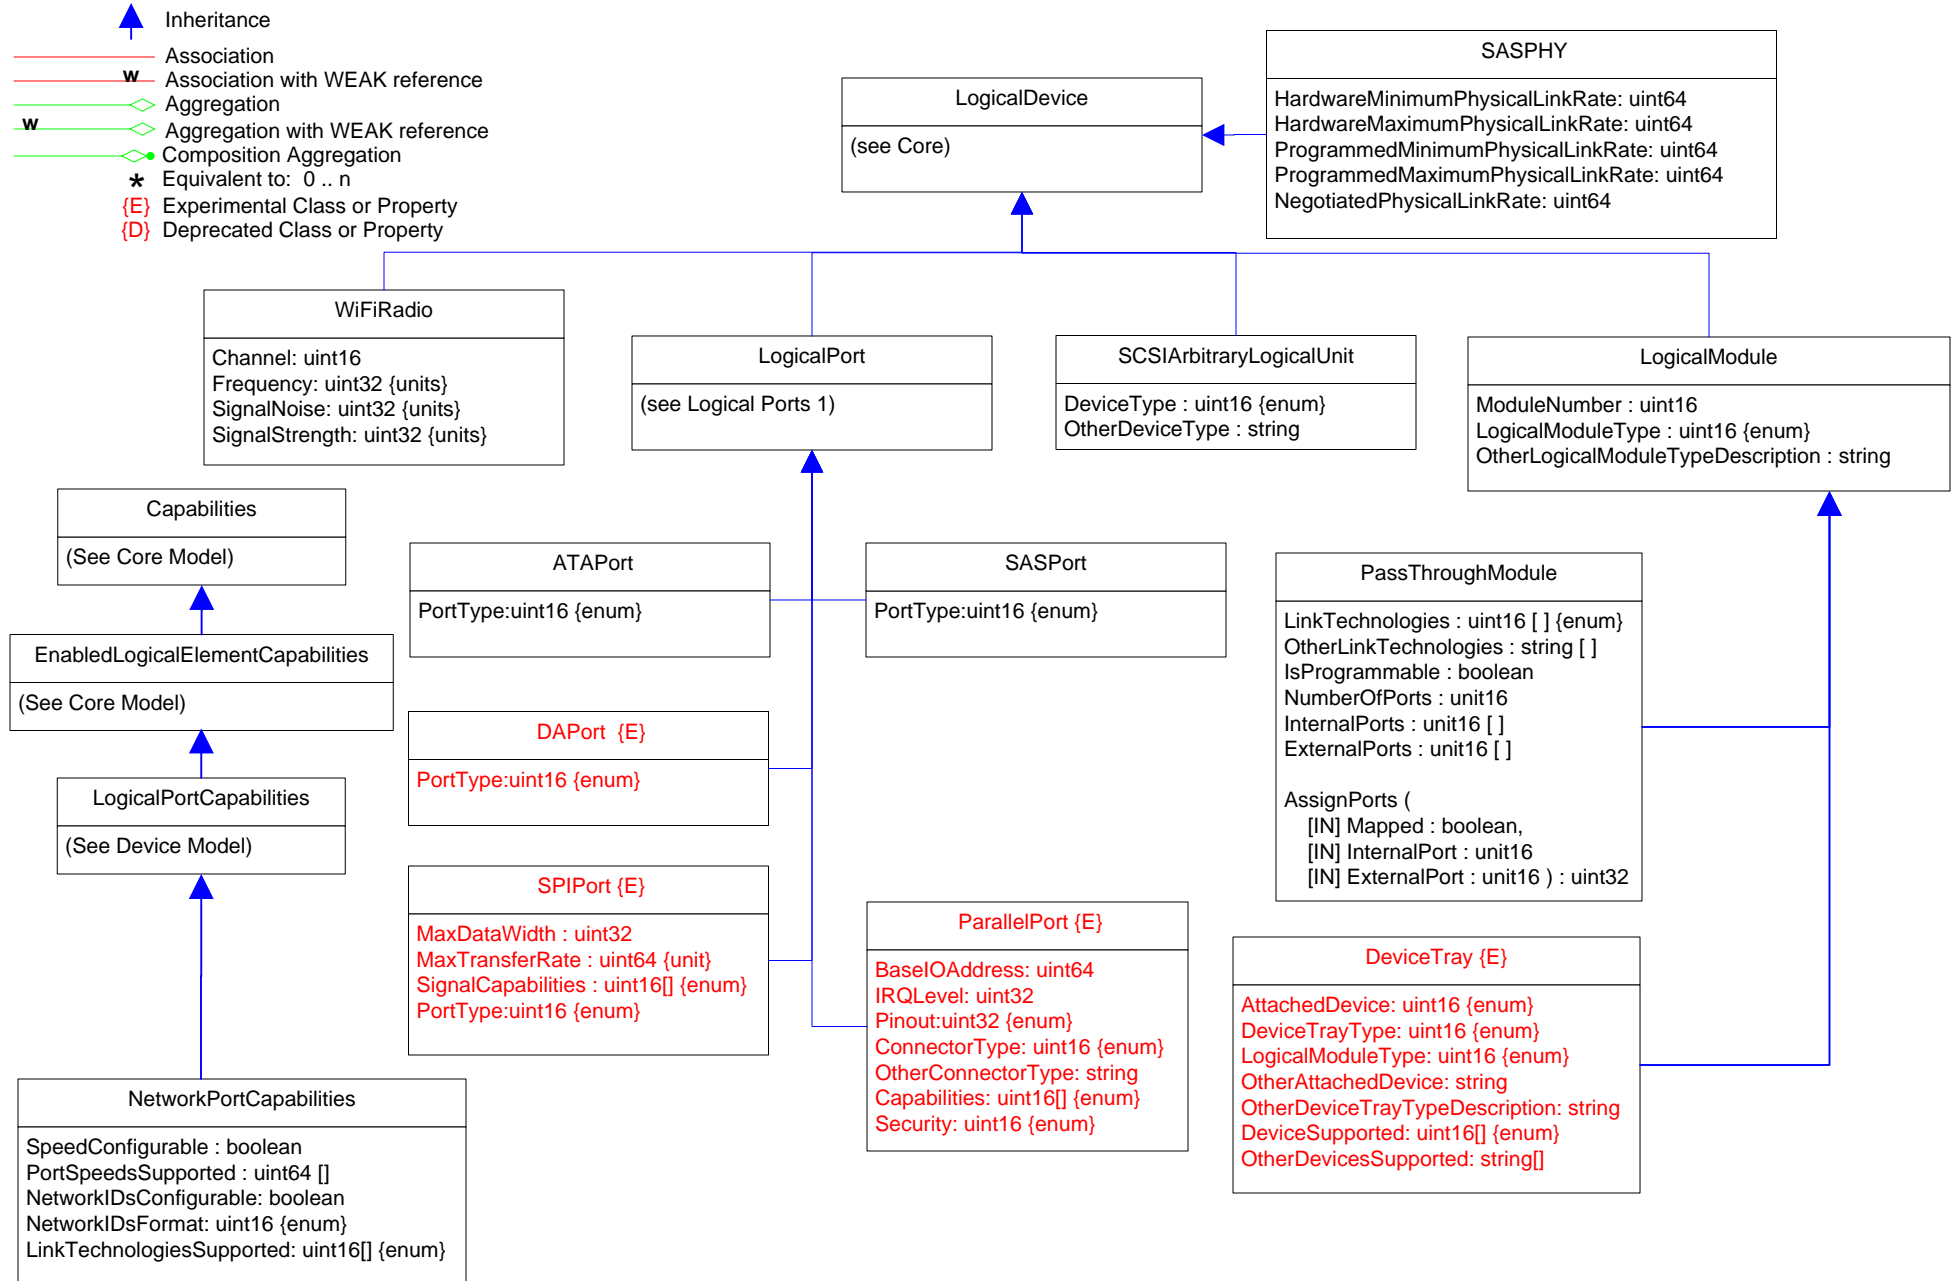 Inheritance
Association
w Association with WEAK reference
Aggregation
w Aggregation with WEAK reference
Composition Aggregation
* Equivalent to: 0 .. n
{E} Experimental Class or Property
{D} Deprecated Class or Property
LogicalDevice
(see Core)
SASPHY
HardwareMinimumPhysicalLinkRate: uint64
HardwareMaximumPhysicalLinkRate: uint64
ProgrammedMinimumPhysicalLinkRate: uint64
ProgrammedMaximumPhysicalLinkRate: uint64
NegotiatedPhysicalLinkRate: uint64
WiFiRadio
Channel: uint16
Frequency: uint32 {units}
SignalNoise: uint32 {units}
SignalStrength: uint32 {units}
LogicalPort
(see Logical Ports 1)
SCSIArbitraryLogicalUnit
DeviceType : uint16 {enum}
OtherDeviceType : string
LogicalModule
ModuleNumber : uint16
LogicalModuleType : uint16 {enum}
OtherLogicalModuleTypeDescription : string
Capabilities
(See Core Model)
EnabledLogicalElementCapabilities
(See Core Model)
LogicalPortCapabilities
(See Device Model)
NetworkPortCapabilities
SpeedConfigurable : boolean
PortSpeedsSupported : uint64 []
NetworkIDsConfigurable: boolean
NetworkIDsFormat: uint16 {enum}
LinkTechnologiesSupported: uint16[] {enum}
ATAPort
PortType:uint16 {enum}
SASPort
PortType:uint16 {enum}
DAPort {E}
PortType:uint16 {enum}
SPIPort {E}
MaxDataWidth : uint32
MaxTransferRate : uint64 {unit}
SignalCapabilities : uint16[] {enum}
PortType:uint16 {enum}
ParallelPort {E}
BaseIOAddress: uint64
IRQLevel: uint32
Pinout:uint32 {enum}
ConnectorType: uint16 {enum}
OtherConnectorType: string
Capabilities: uint16[] {enum}
Security: uint16 {enum}
PassThroughModule
LinkTechnologies : uint16 [ ] {enum}
OtherLinkTechnologies : string [ ]
IsProgrammable : boolean
NumberOfPorts : unit16
InternalPorts : unit16 [ ]
ExternalPorts : unit16 [ ]
AssignPorts (
[IN] Mapped : boolean,
[IN] InternalPort : unit16
[IN] ExternalPort : unit16 ) : uint32
DeviceTray {E}
AttachedDevice: uint16 {enum}
DeviceTrayType: uint16 {enum}
LogicalModuleType: uint16 {enum}
OtherAttachedDevice: string
OtherDeviceTrayTypeDescription: string
DeviceSupported: uint16[] {enum}
OtherDevicesSupported: string[]